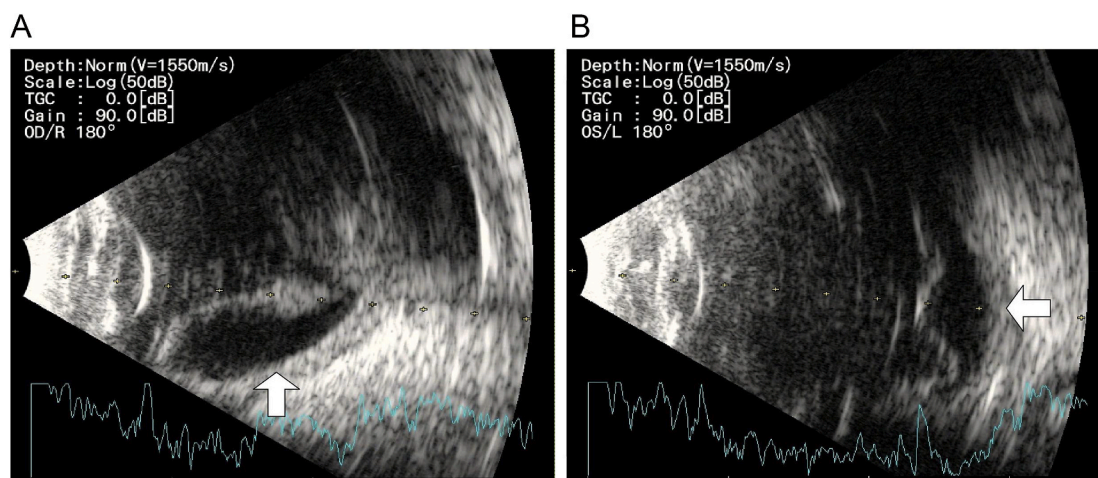 A
Depth:Norm(V=1550m/s)
Scale:Log(50dB)
TGC : 0.0[dB]
Gain : 90.0[dB]
OD/R 180°
B
Depth:Norm(V=1550m/s)
Scale:Log(50dB)
TGC : 0.0[dB]
Gain : 90.0[dB]
OS/L 180°